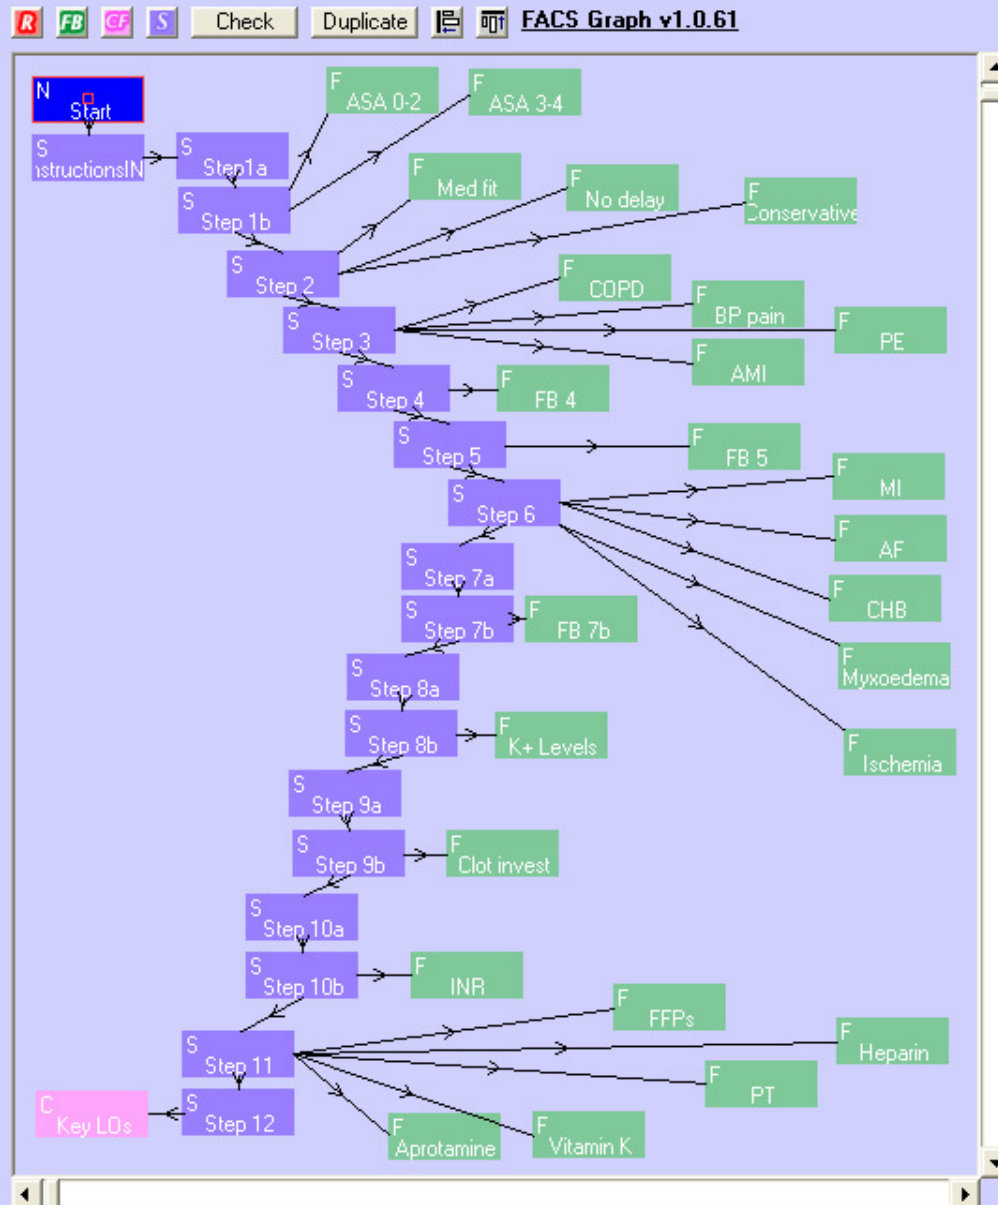 R FB CF S Check Duplicate FACS Graph v1.0.61
N
Start
S
nstructionsIN
S
Step1a
S
Step 1b
F
ASA 0-2
F
ASA 3-4
S
Step 2
F
Med fit
F
No delay
F
Conservative
S
Step 3
F
COPD
F
BP pain
F
PE
F
AMI
S
Step 4
F
FB 4
S
Step 5
F
FB 5
S
Step 6
F
MI
F
AF
F
CHB
F
Myxoedema
F
Ischemia
S
Step 7a
S
Step 7b
F
FB 7b
S
Step 8a
S
Step 8b
F
K+ Levels
S
Step 9a
S
Step 9b
F
Clot invest
S
Step 10a
S
Step 10b
F
INR
S
Step 11
F
FFPs
F
Heparin
F
PT
F
Vitamin K
F
Aprotamine
S
Step 12
C
Key LOs